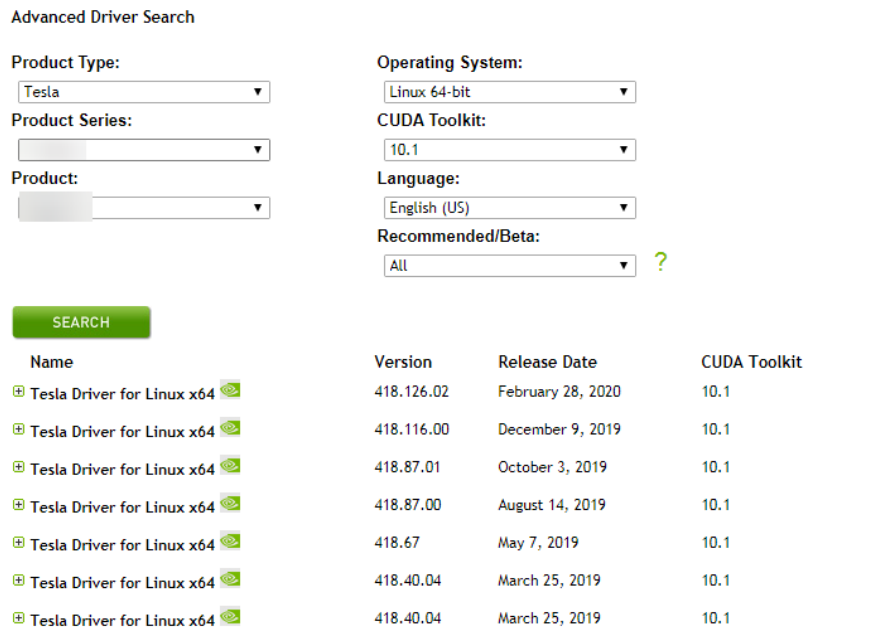 Advanced Driver Search
Product Type: Operating System:
Tesla Linux 64-bit
Product Series: CUDA Toolkit:
10.1
Product: Language:
English (US)
Recommended/Beta:
All ?
SEARCH
Name Version Release Date CUDA Toolkit
Tesla Driver for Linux x64 418.126.02 February 28, 2020 10.1
Tesla Driver for Linux x64 418.116.00 December 9, 2019 10.1
Tesla Driver for Linux x64 418.87.01 October 3, 2019 10.1
Tesla Driver for Linux x64 418.87.00 August 14, 2019 10.1
Tesla Driver for Linux x64 418.67 May 7, 2019 10.1
Tesla Driver for Linux x64 418.40.04 March 25, 2019 10.1
Tesla Driver for Linux x64 418.40.04 March 25, 2019 10.1